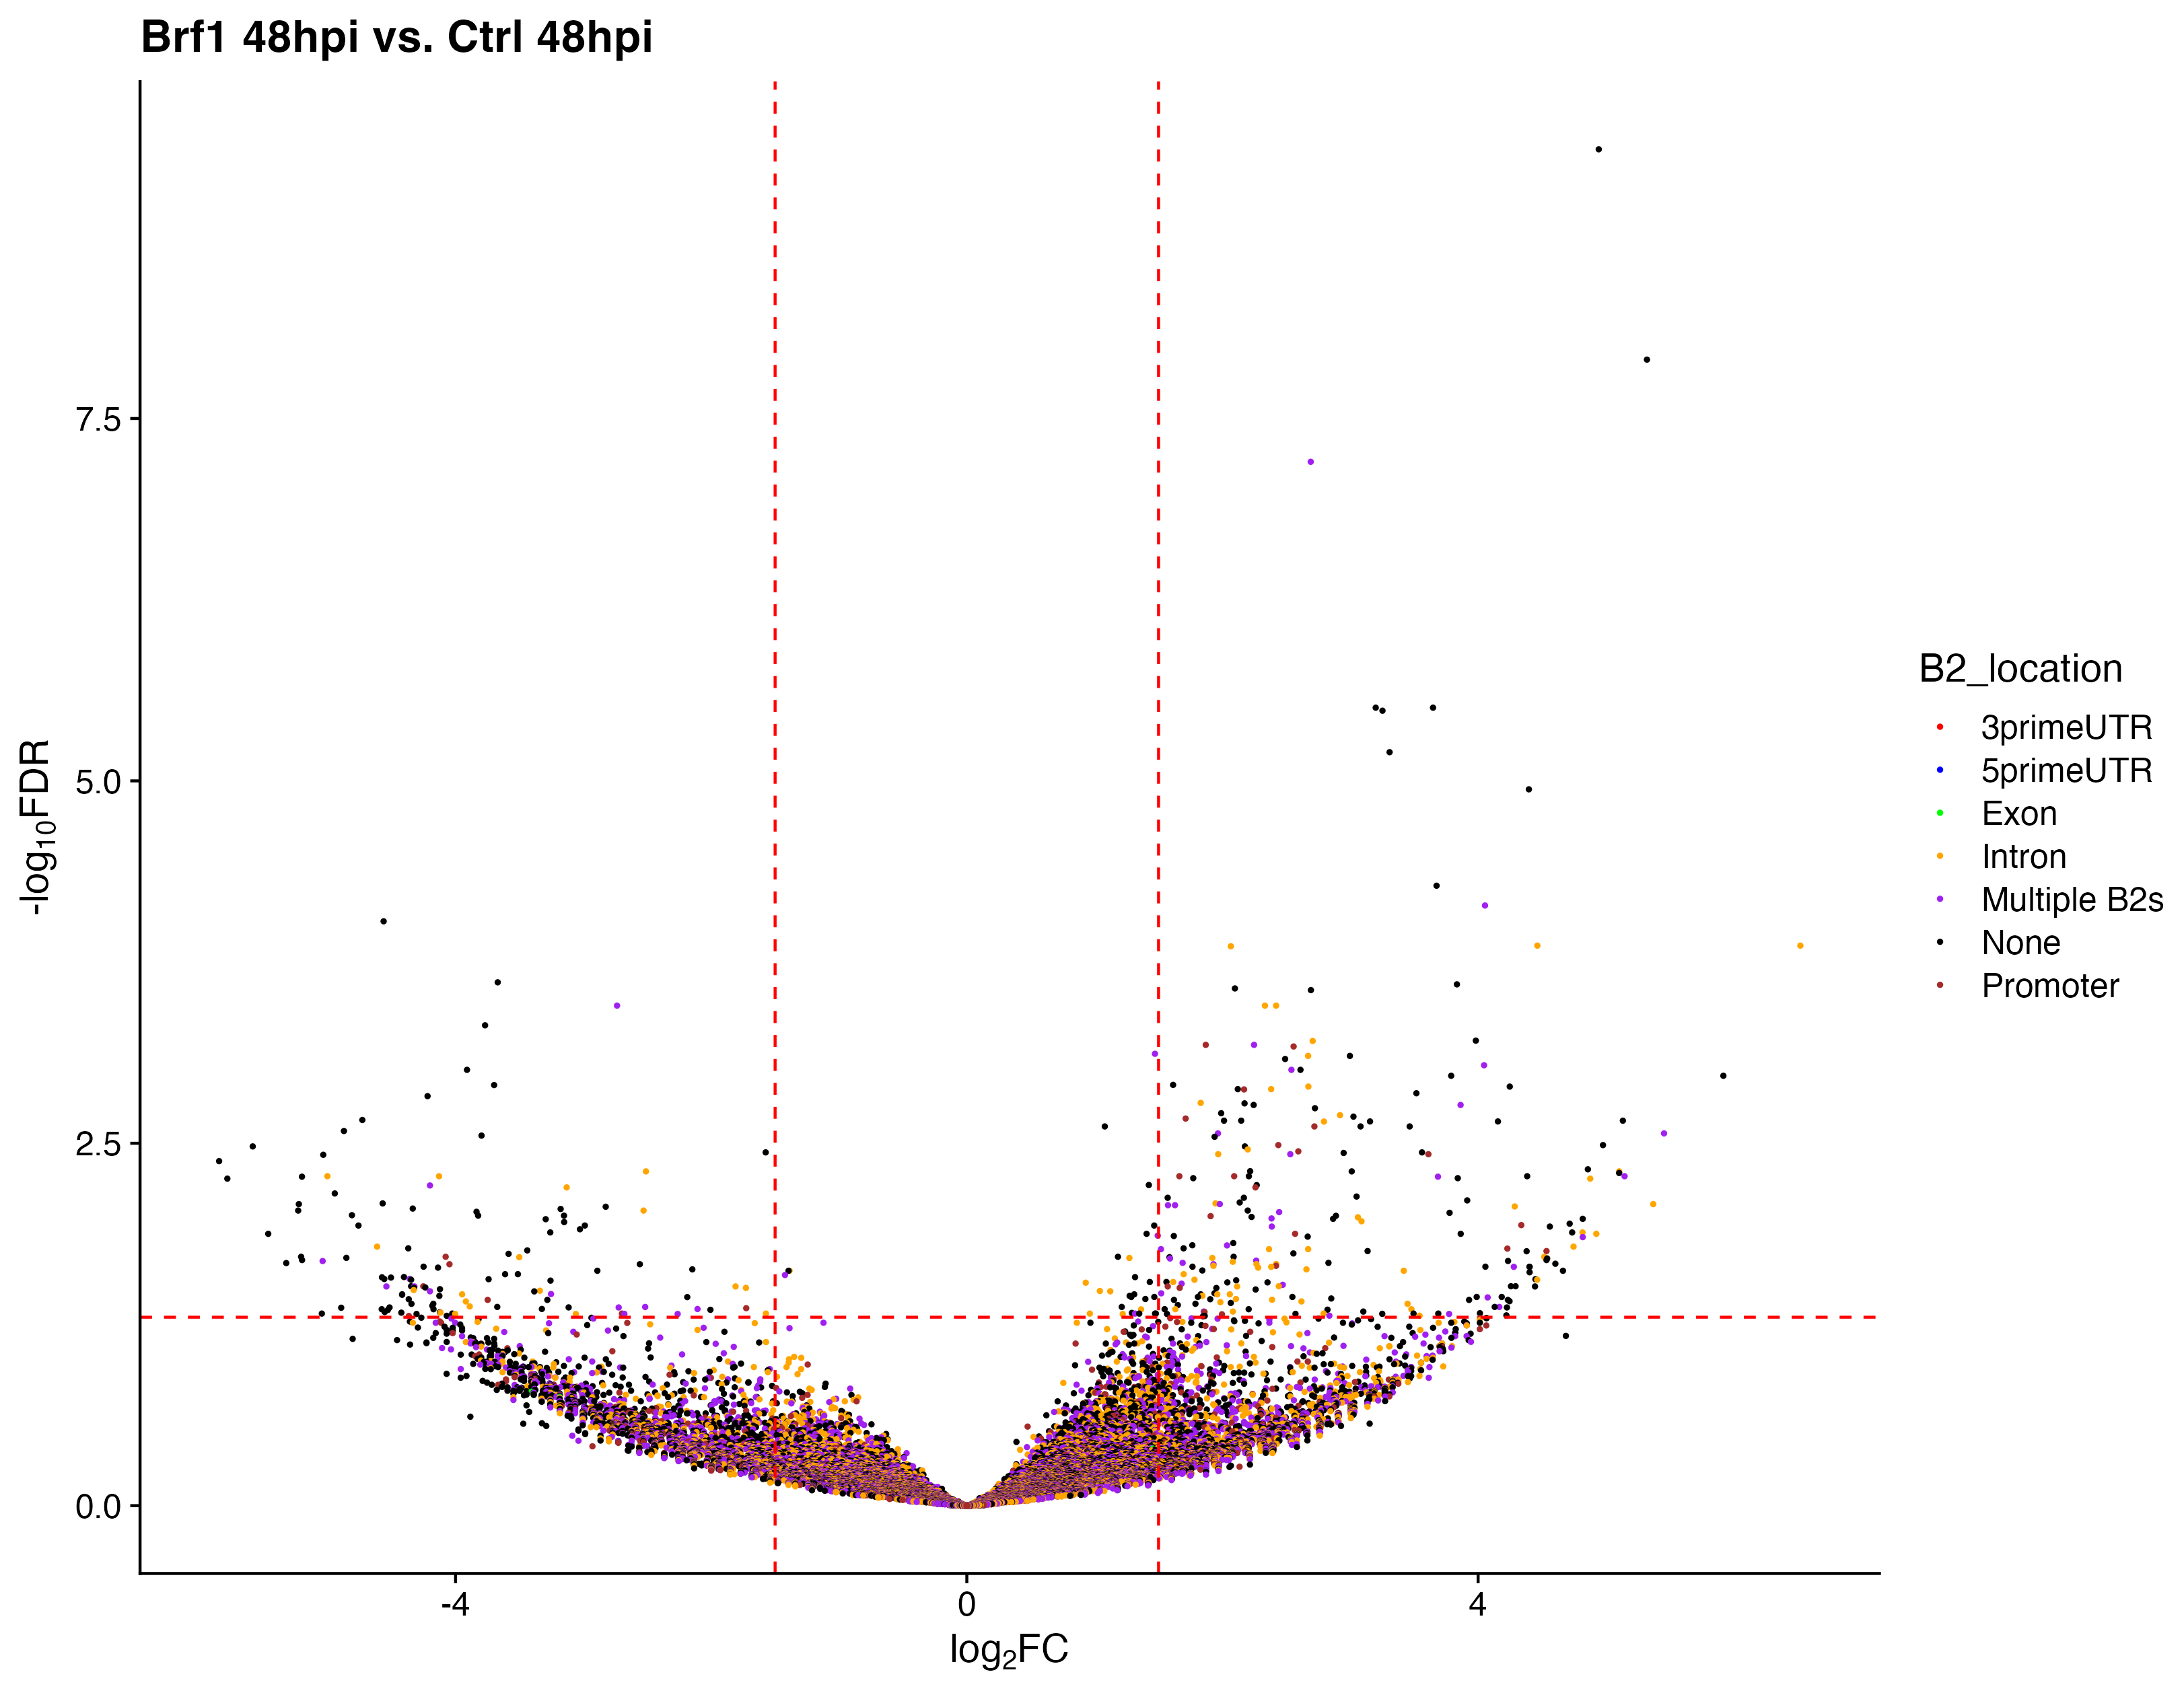 Brf1 48hpi vs. Ctrl 48hpi
-log₁₀FDR
7.5
5.0
2.5
0.0
-4
0
4
log₂FC
B2_location
3primeUTR
5primeUTR
Exon
Intron
Multiple B2s
None
Promoter